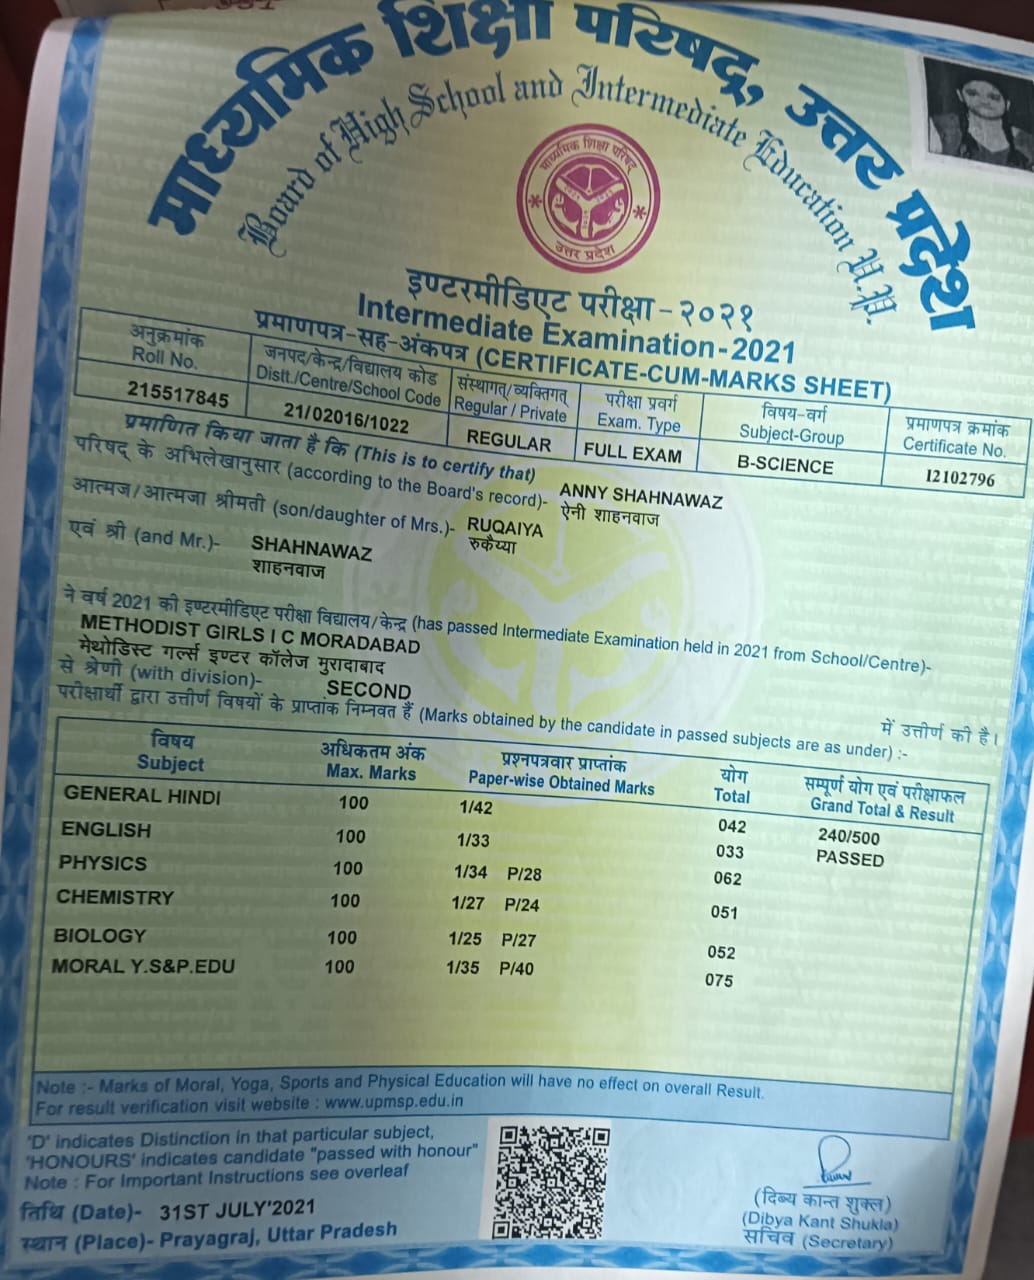 माध्यमिक शिक्षा परिषद्, उत्तर प्रदेश
Board of High School and Intermediate Education U.P.
माध्यमिक शिक्षा परिषद
उत्तर प्रदेश
इण्टरमीडिएट परीक्षा - २०२१
Intermediate Examination - 2021
प्रमाणपत्र-सह-अंकपत्र (CERTIFICATE-CUM-MARKS SHEET)
अनुक्रमांक जनपद/केन्द्र/विद्यालय कोड संस्थागत/व्यक्तिगत परीक्षा प्रवर्ग विषय-वर्ग प्रमाणपत्र क्रमांक
Roll No. Distt./Centre/School Code Regular / Private Exam. Type Subject-Group Certificate No.
215517845 21/02016/1022 REGULAR FULL EXAM B-SCIENCE 12102796
प्रमाणित किया जाता है कि (This is to certify that)
परिषद् के अभिलेखानुसार (according to the Board's record)- ANNY SHAHNAWAZ
ऐनी शाहनवाज
आत्मज/आत्मजा श्रीमती (son/daughter of Mrs.)- RUQAIYA
रुकैय्या
एवं श्री (and Mr.)- SHAHNAWAZ
शाहनवाज
ने वर्ष 2021 की इण्टरमीडिएट परीक्षा विद्यालय/केन्द्र (has passed Intermediate Examination held in 2021 from School/Centre)-
METHODIST GIRLS I C MORADABAD
मेथोडिस्ट गर्ल्स इण्टर कॉलेज मुरादाबाद
से श्रेणी (with division)- SECOND में उत्तीर्ण की है।
परीक्षार्थी द्वारा उत्तीर्ण विषयों के प्राप्तांक निम्नवत हैं (Marks obtained by the candidate in passed subjects are as under) :-
विषय अधिकतम अंक प्रश्नपत्रवार प्राप्तांक योग सम्पूर्ण योग एवं परीक्षाफल
Subject Max. Marks Paper-wise Obtained Marks Total Grand Total & Result
GENERAL HINDI 100 1/42 042 240/500
ENGLISH 100 1/33 033 PASSED
PHYSICS 100 1/34 P/28 062
CHEMISTRY 100 1/27 P/24 051
BIOLOGY 100 1/25 P/27 052
MORAL Y.S&P.EDU 100 1/35 P/40 075
Note :- Marks of Moral, Yoga, Sports and Physical Education will have no effect on overall Result.
For result verification visit website : www.upmsp.edu.in
'D' indicates Distinction in that particular subject,
'HONOURS' indicates candidate "passed with honour"
Note : For Important Instructions see overleaf
तिथि (Date)- 31ST JULY'2021
स्थान (Place)- Prayagraj, Uttar Pradesh
(दिब्य कान्त शुक्ल)
(Dibya Kant Shukla)
सचिव (Secretary)